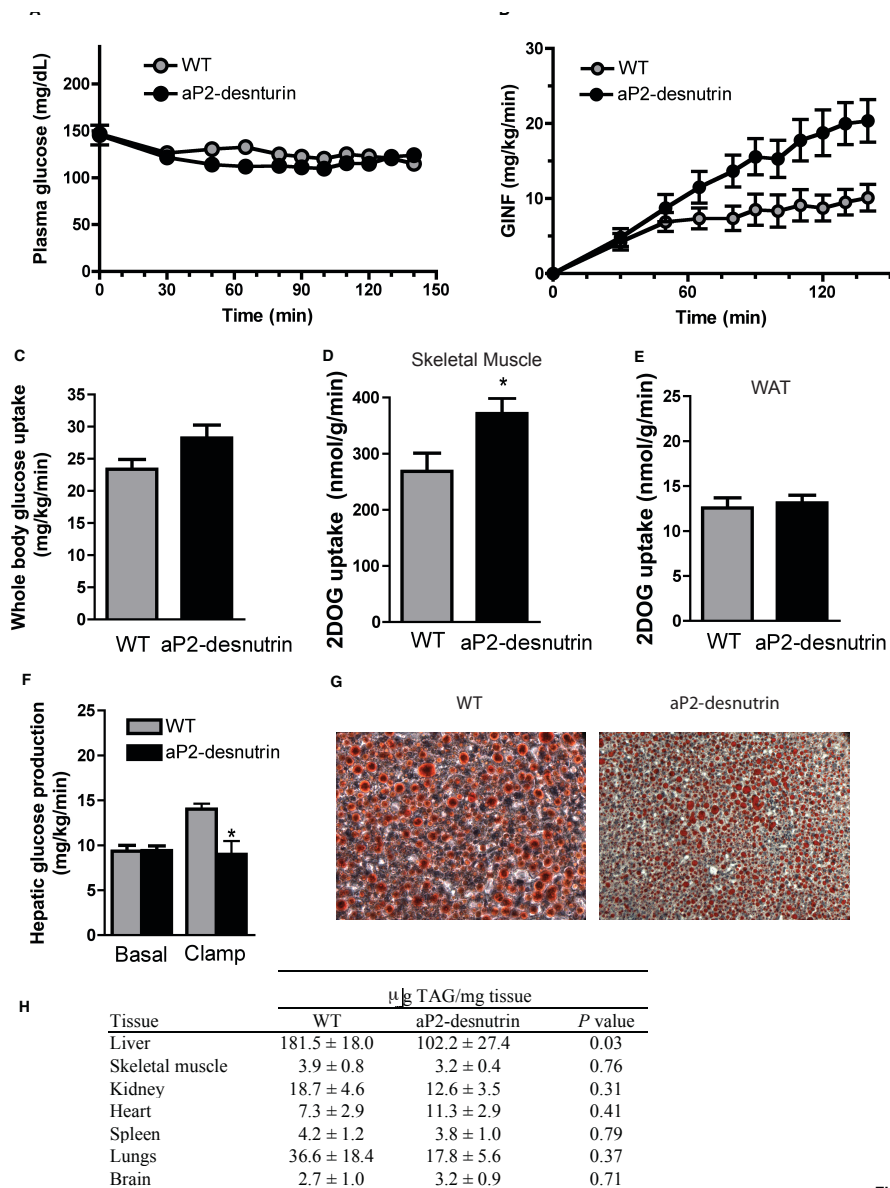 WT
aP2-desnturin
Plasma glucose (mg/dL)
200
150
100
50
0
0 30 60 90 120 150
Time (min)
WT
aP2-desnutrin
GINF (mg/kg/min)
30
20
10
0
0 60 120
Time (min)
C
Whole body glucose uptake
(mg/kg/min)
35
30
25
20
15
10
5
0
WT aP2-desnutrin
D
Skeletal Muscle
*
2DOG uptake (nmol/g/min)
400
300
200
100
0
WT aP2-desnutrin
E
WAT
2DOG uptake (nmol/g/min)
25
20
15
10
5
0
WT aP2-desnutrin
F
WT
aP2-desnutrin
Hepatic glucose production
(mg/kg/min)
25
20
15
10
5
0
*
Basal Clamp
G
WT aP2-desnutrin
H
μg TAG/mg tissue
Tissue WT aP2-desnutrin P value
Liver 181.5 ± 18.0 102.2 ± 27.4 0.03
Skeletal muscle 3.9 ± 0.8 3.2 ± 0.4 0.76
Kidney 18.7 ± 4.6 12.6 ± 3.5 0.31
Heart 7.3 ± 2.9 11.3 ± 2.9 0.41
Spleen 4.2 ± 1.2 3.8 ± 1.0 0.79
Lungs 36.6 ± 18.4 17.8 ± 5.6 0.37
Brain 2.7 ± 1.0 3.2 ± 0.9 0.71